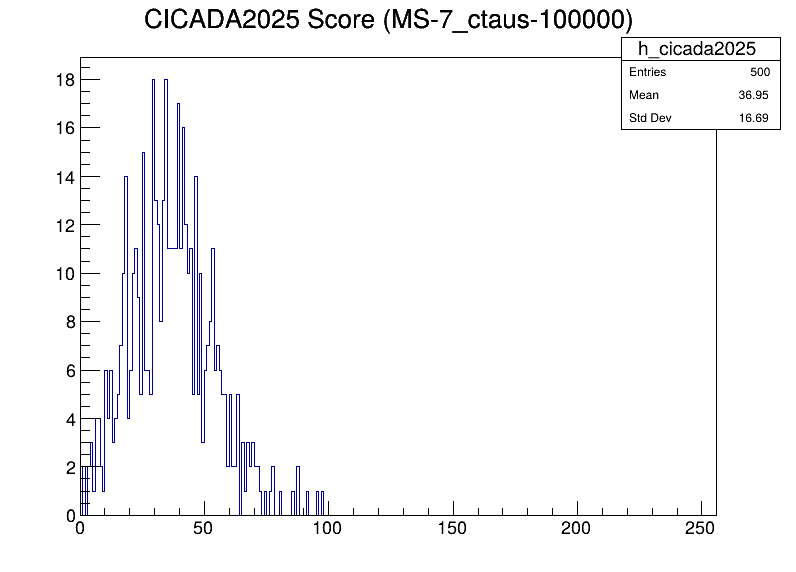 CICADA2025 Score (MS-7_ctaus-100000)
h_cicada2025
Entries 500
Mean 36.95
Std Dev 16.69
18
16
14
12
10
8
6
4
2
0
0 50 100 150 200 250